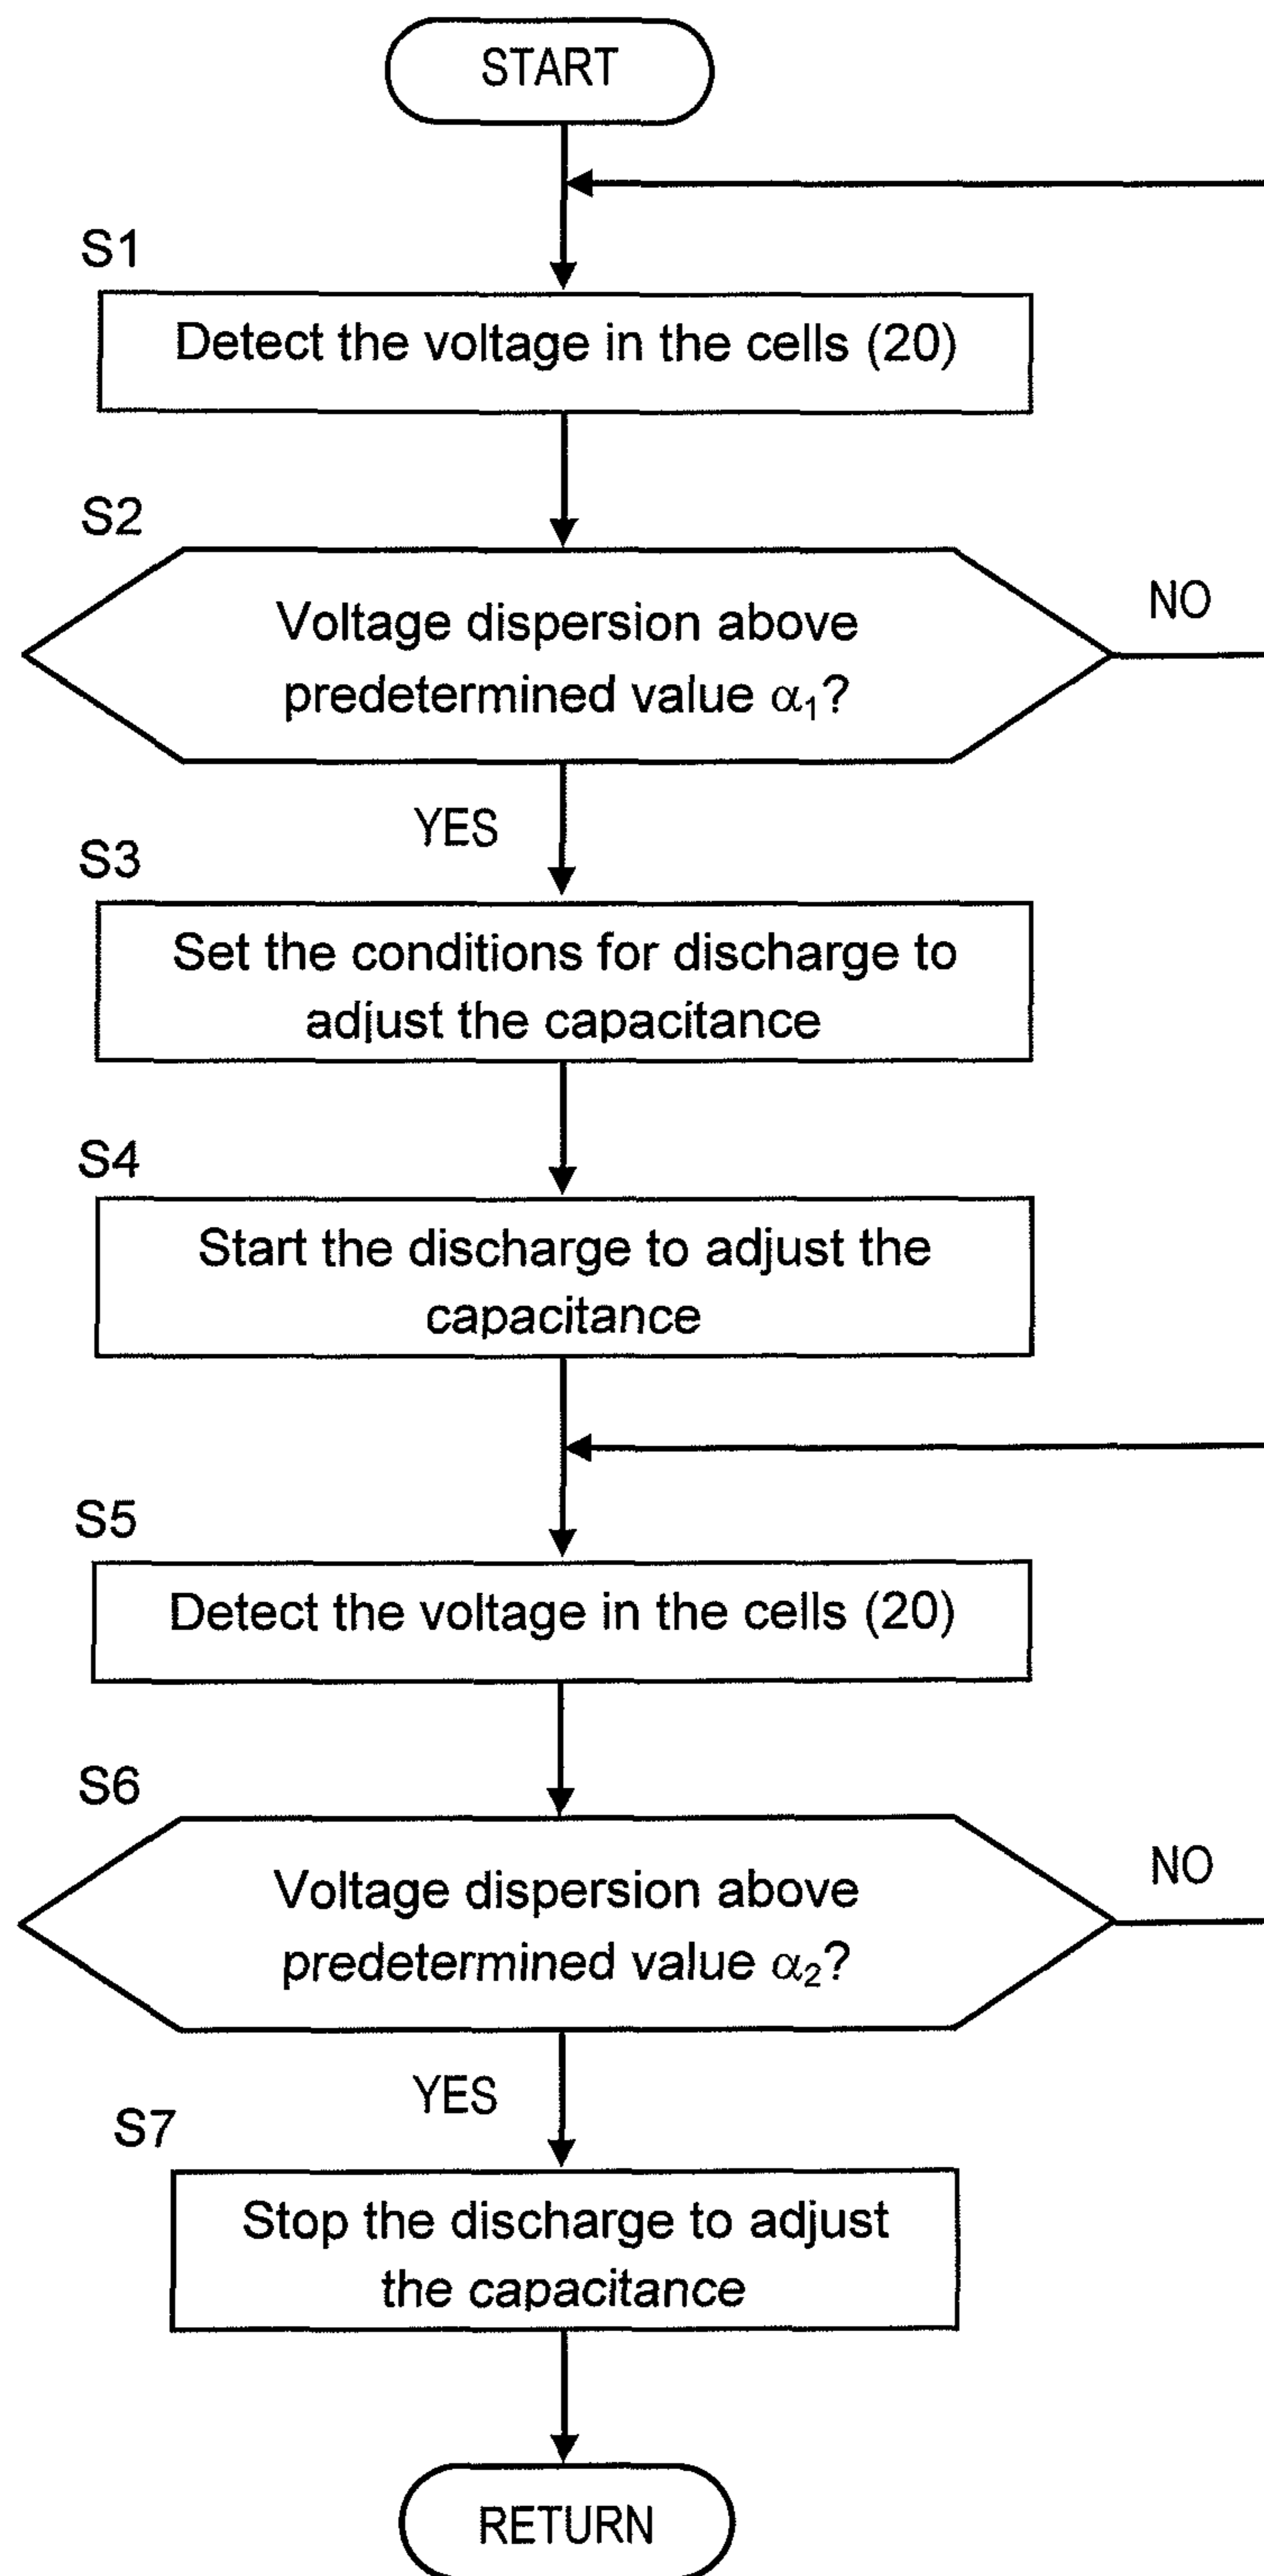 START
S1
Detect the voltage in the cells (20)
S2
Voltage dispersion above
predetermined value α₁?
NO
YES
S3
Set the conditions for discharge to
adjust the capacitance
S4
Start the discharge to adjust the
capacitance
S5
Detect the voltage in the cells (20)
S6
Voltage dispersion above
predetermined value α₂?
NO
YES
S7
Stop the discharge to adjust
the capacitance
RETURN